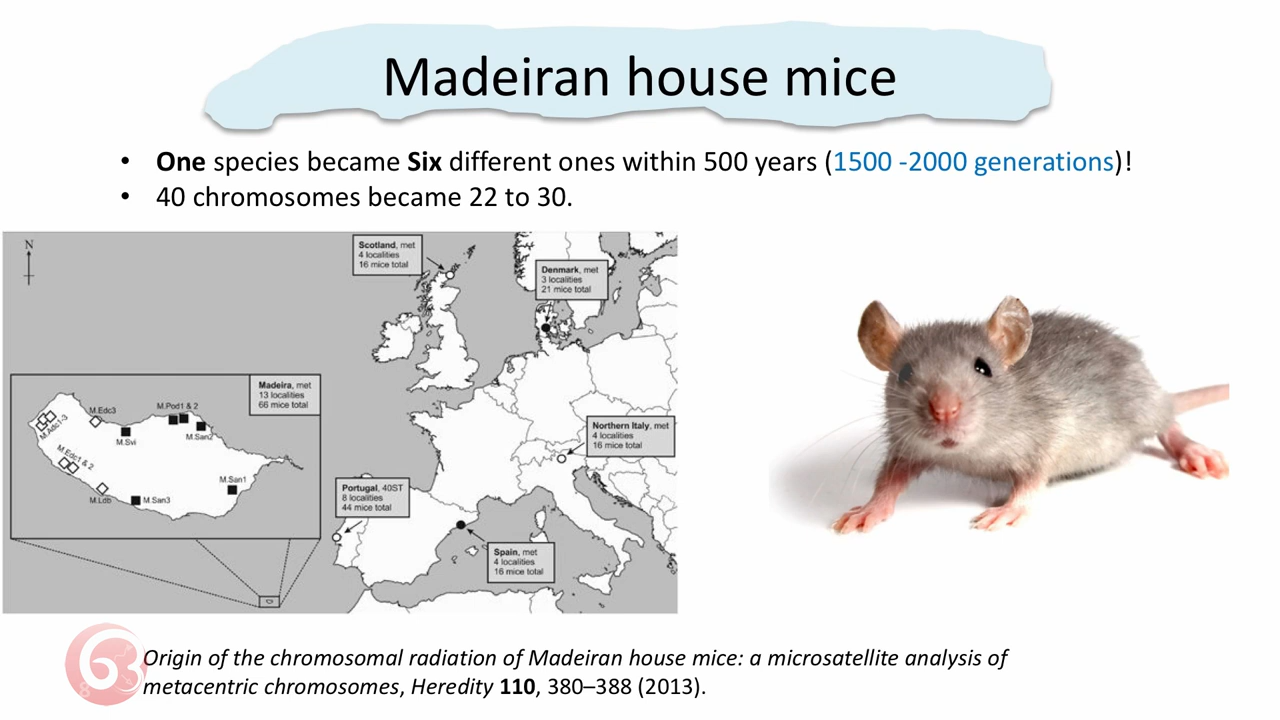 Madeiran house mice
• One species became Six different ones within 500 years (1500 -2000 generations)!
• 40 chromosomes became 22 to 30.
N
Scotland, met
4 localities
16 mice total
Denmark, met
3 localities
21 mice total
Madeira, met
13 localities
66 mice total
M.Adc1-3
M.Edc3
M.Svi
M.Pod1 & 2
M.San2
M.Edc1 & 2
M.Ldb
M.San3
M.San1
Northern Italy, met
4 localities
16 mice total
Portugal, 40ST
8 localities
44 mice total
Spain, met
4 localities
16 mice total
Origin of the chromosomal radiation of Madeiran house mice: a microsatellite analysis of
metacentric chromosomes, Heredity 110, 380–388 (2013).